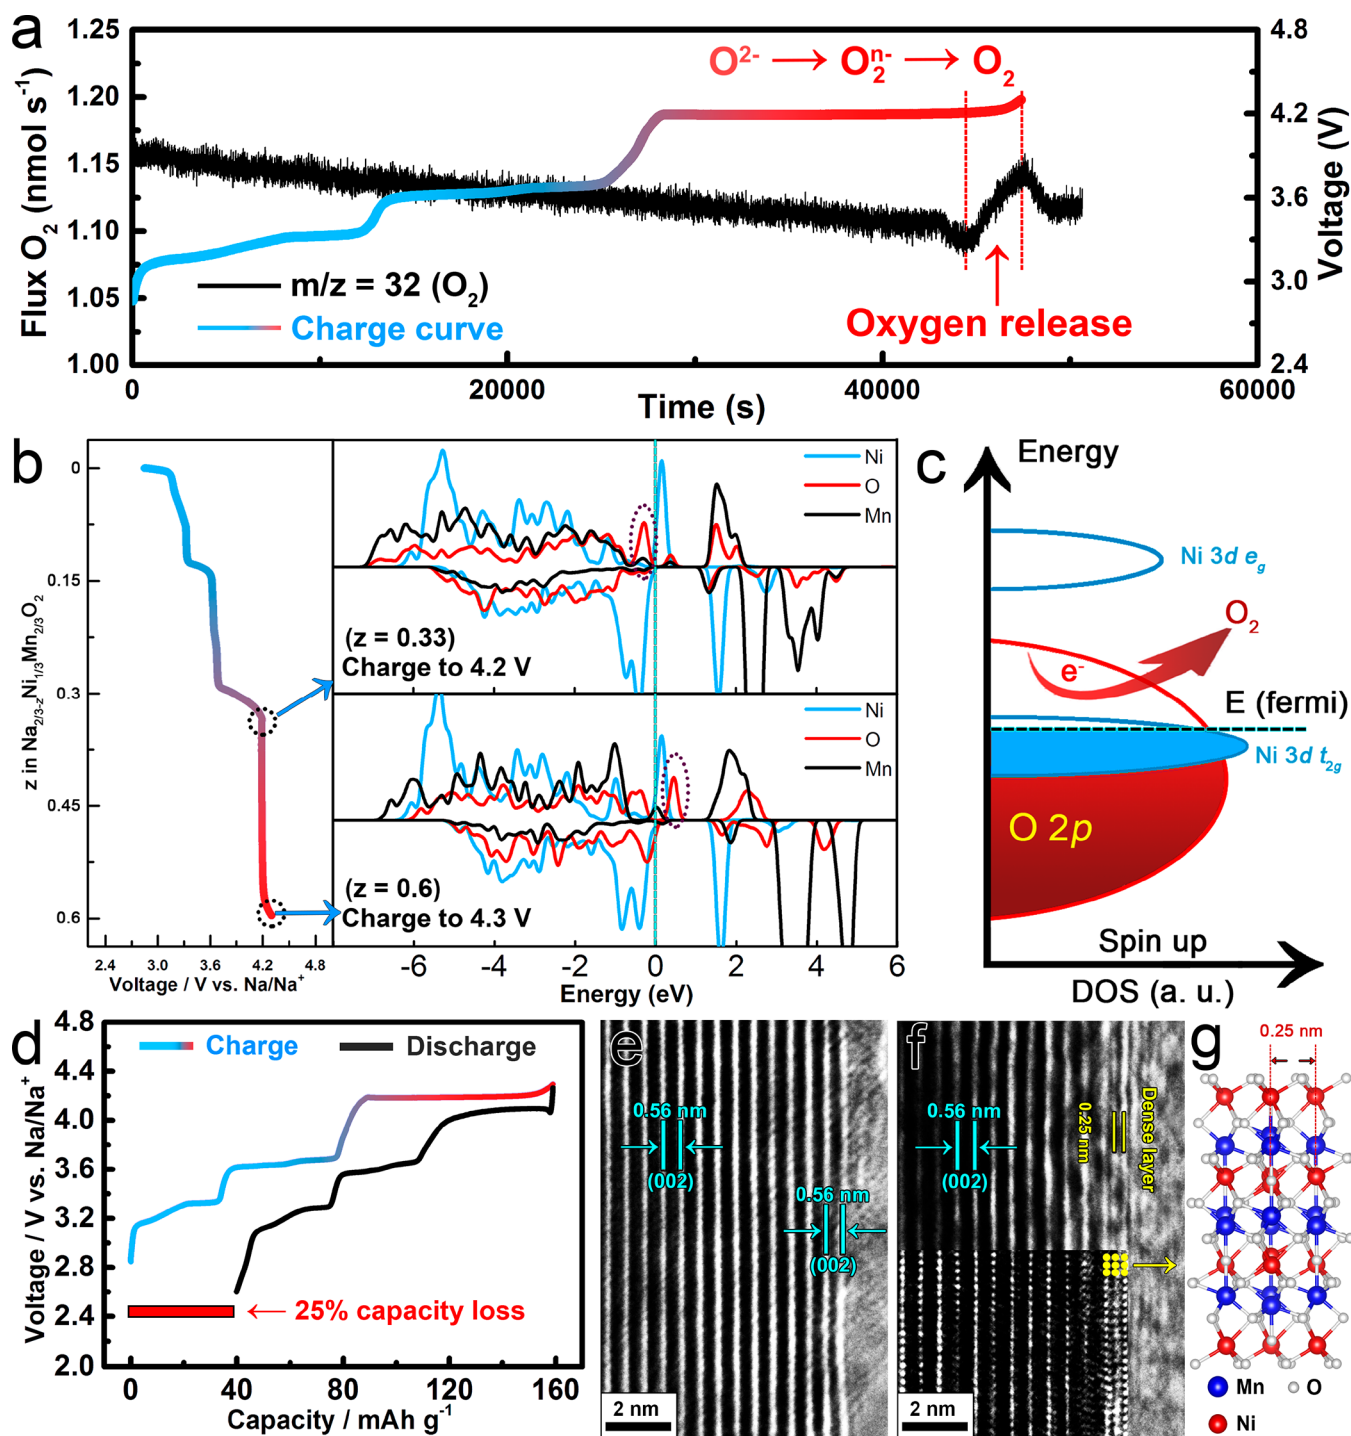 a
1.25
1.20
1.15
1.10
1.05
1.00
Flux O2 (nmol s-1)
4.8
4.2
3.6
3.0
2.4
Voltage (V)
O2- → O2n- → O2
m/z = 32 (O2)
Charge curve
Oxygen release
0 20000 40000 60000
Time (s)
b
0
0.15
0.3
0.45
0.6
z in Na2/3-zNi1/3Mn2/3O2
2.4 3.0 3.6 4.2 4.8
Voltage / V vs. Na/Na+
Ni
O
Mn
(z = 0.33)
Charge to 4.2 V
Ni
O
Mn
(z = 0.6)
Charge to 4.3 V
-6 -4 -2 0 2 4 6
Energy (eV)
c
Energy
Ni 3d eg
O2
e-
E (fermi)
Ni 3d t2g
O 2p
Spin up
DOS (a. u.)
d
4.8
4.4
4.0
3.6
3.2
2.8
2.4
2.0
Voltage / V vs. Na/Na+
Charge
Discharge
← 25% capacity loss
0 40 80 120 160
Capacity / mAh g-1
e
0.56 nm
(002)
0.56 nm
(002)
2 nm
f
0.56 nm
(002)
0.25 nm
Dense layer
2 nm
g
0.25 nm
Mn
O
Ni